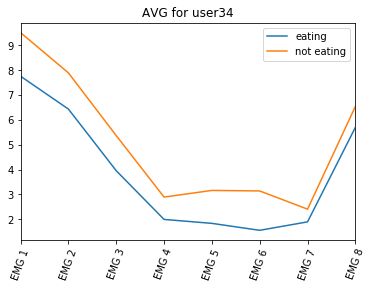 AVG for user34
eating
not eating
9
8
7
6
5
4
3
2
EMG 1
EMG 2
EMG 3
EMG 4
EMG 5
EMG 6
EMG 7
EMG 8